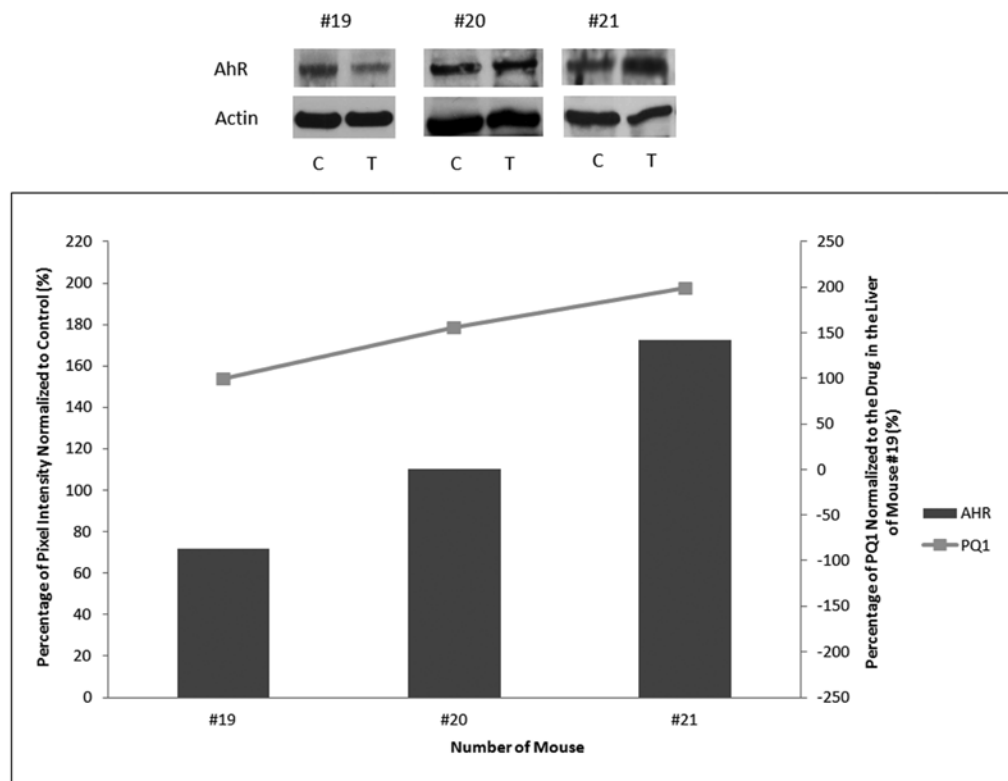 #19 #20 #21
AhR
Actin
C T C T C T
Percentage of Pixel Intensity Normalized to Control (%)
220
200
180
160
140
120
100
80
60
40
20
0
250
200
150
100
50
0
-50
-100
-150
-200
-250
Percentage of PQ1 Normalized to the Drug in the Liver
of Mouse #19 (%)
AHR
PQ1
#19 #20 #21
Number of Mouse